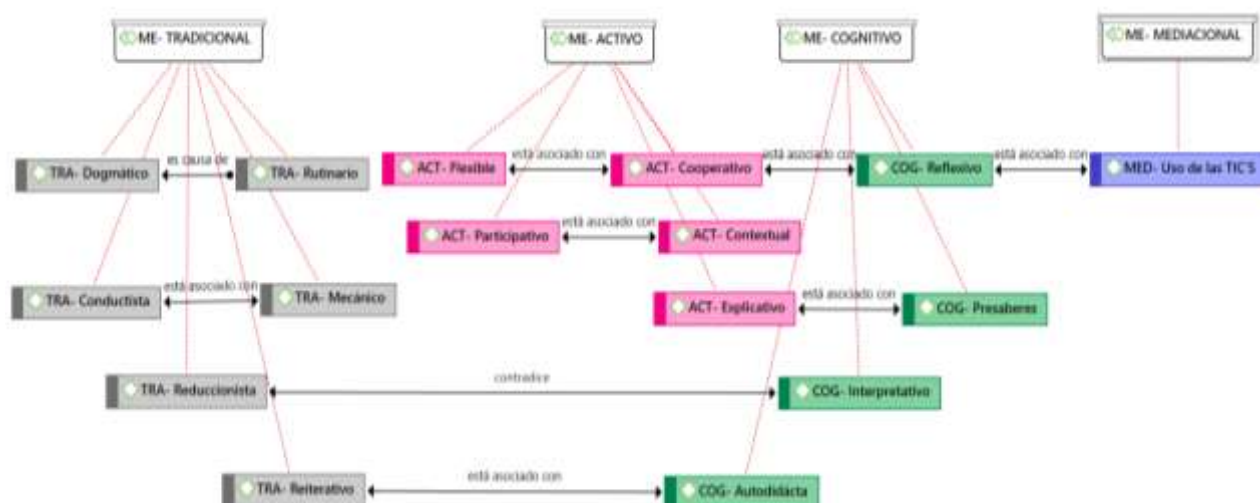 ME- TRADICIONAL
ME- ACTIVO
ME- COGNITIVO
ME- MEDIACIONAL
TRA- Dogmático
es causa de
TRA- Rutinario
ACT- Flexible
está asociado con
ACT- Cooperativo
está asociado con
COG- Reflexivo
está asociado con
MED- Uso de las TIC'S
ACT- Participativo
está asociado con
ACT- Contextual
TRA- Conductista
está asociado con
TRA- Mecánico
ACT- Explicativo
está asociado con
COG- Presaberes
TRA- Reduccionista
contradice
COG- Interpretativo
TRA- Reiterativo
está asociado con
COG- Autodidácta